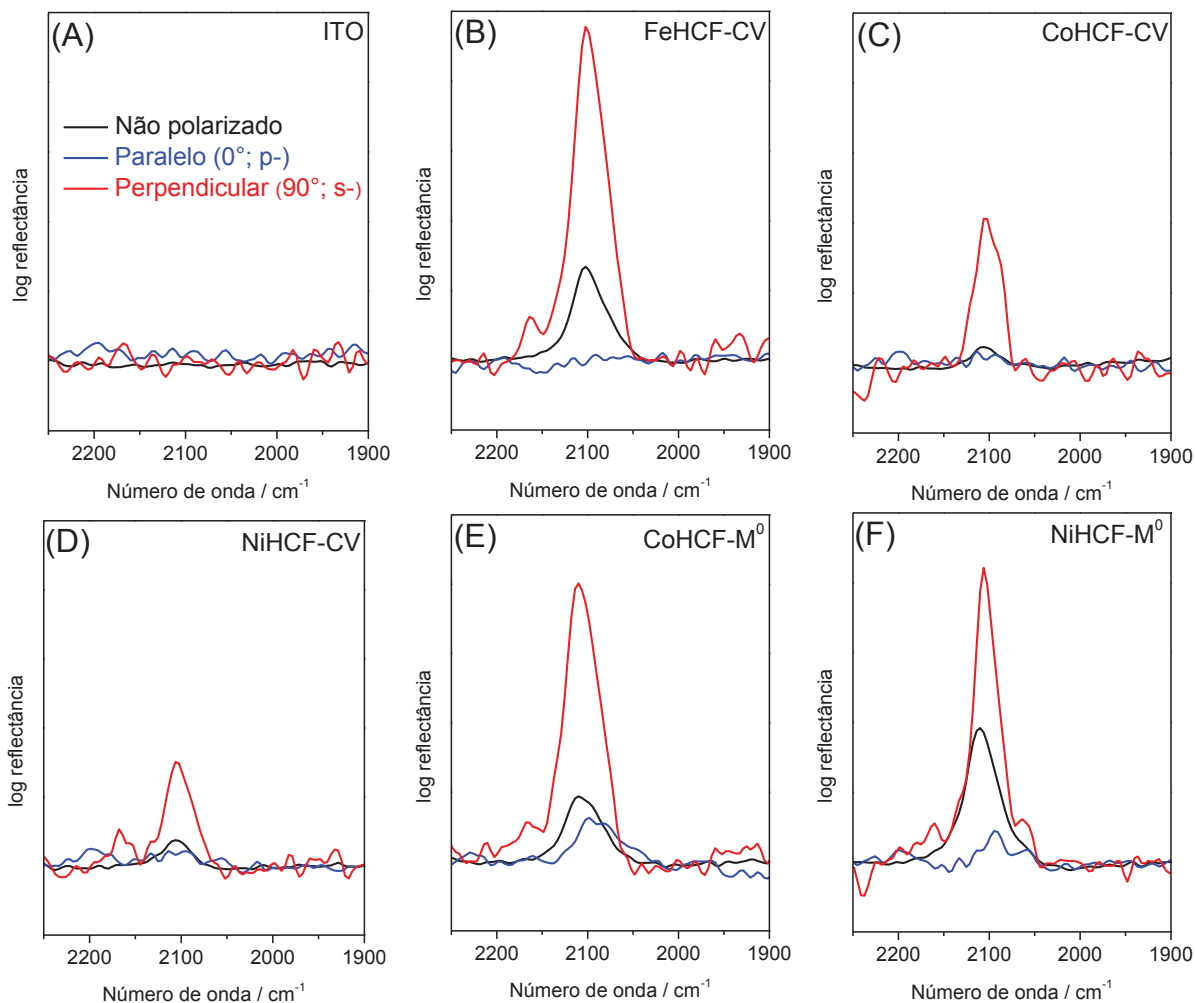 (A)
ITO
Não polarizado
Paralelo (0°; p-)
Perpendicular (90°; s-)
log reflectância
2200 2100 2000 1900
Número de onda / cm⁻¹
(B)
FeHCF-CV
log reflectância
2200 2100 2000 1900
Número de onda / cm⁻¹
(C)
CoHCF-CV
log reflectância
2200 2100 2000 1900
Número de onda / cm⁻¹
(D)
NiHCF-CV
log reflectância
2200 2100 2000 1900
Número de onda / cm⁻¹
(E)
CoHCF-M⁰
log reflectância
2200 2100 2000 1900
Número de onda / cm⁻¹
(F)
NiHCF-M⁰
log reflectância
2200 2100 2000 1900
Número de onda / cm⁻¹